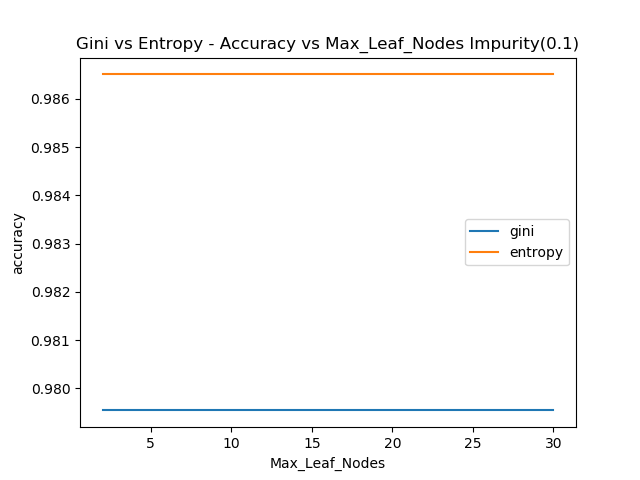 Gini vs Entropy - Accuracy vs Max_Leaf_Nodes Impurity(0.1)
0.986
0.985
0.984
0.983
0.982
0.981
0.980
accuracy
gini
entropy
5 10 15 20 25 30
Max_Leaf_Nodes